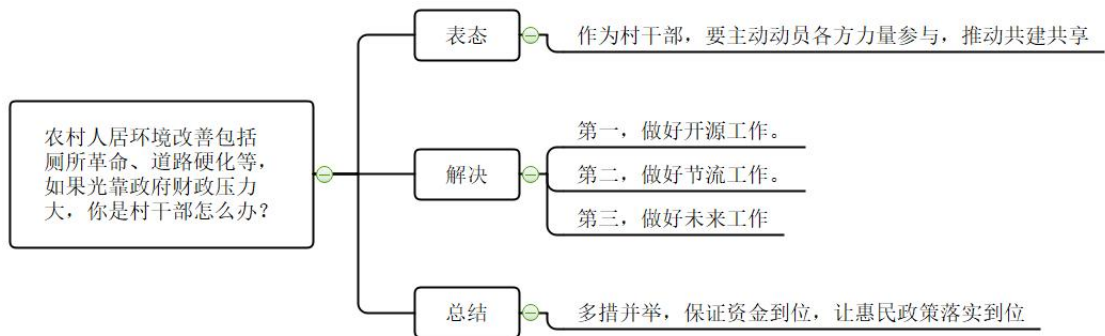 农村人居环境改善包括
厕所革命、道路硬化等，
如果光靠政府财政压力
大，你是村干部怎么办？
表态
作为村干部，要主动动员各方力量参与，推动共建共享
解决
第一，做好开源工作。
第二，做好节流工作。
第三，做好未来工作
总结
多措并举，保证资金到位，让惠民政策落实到位